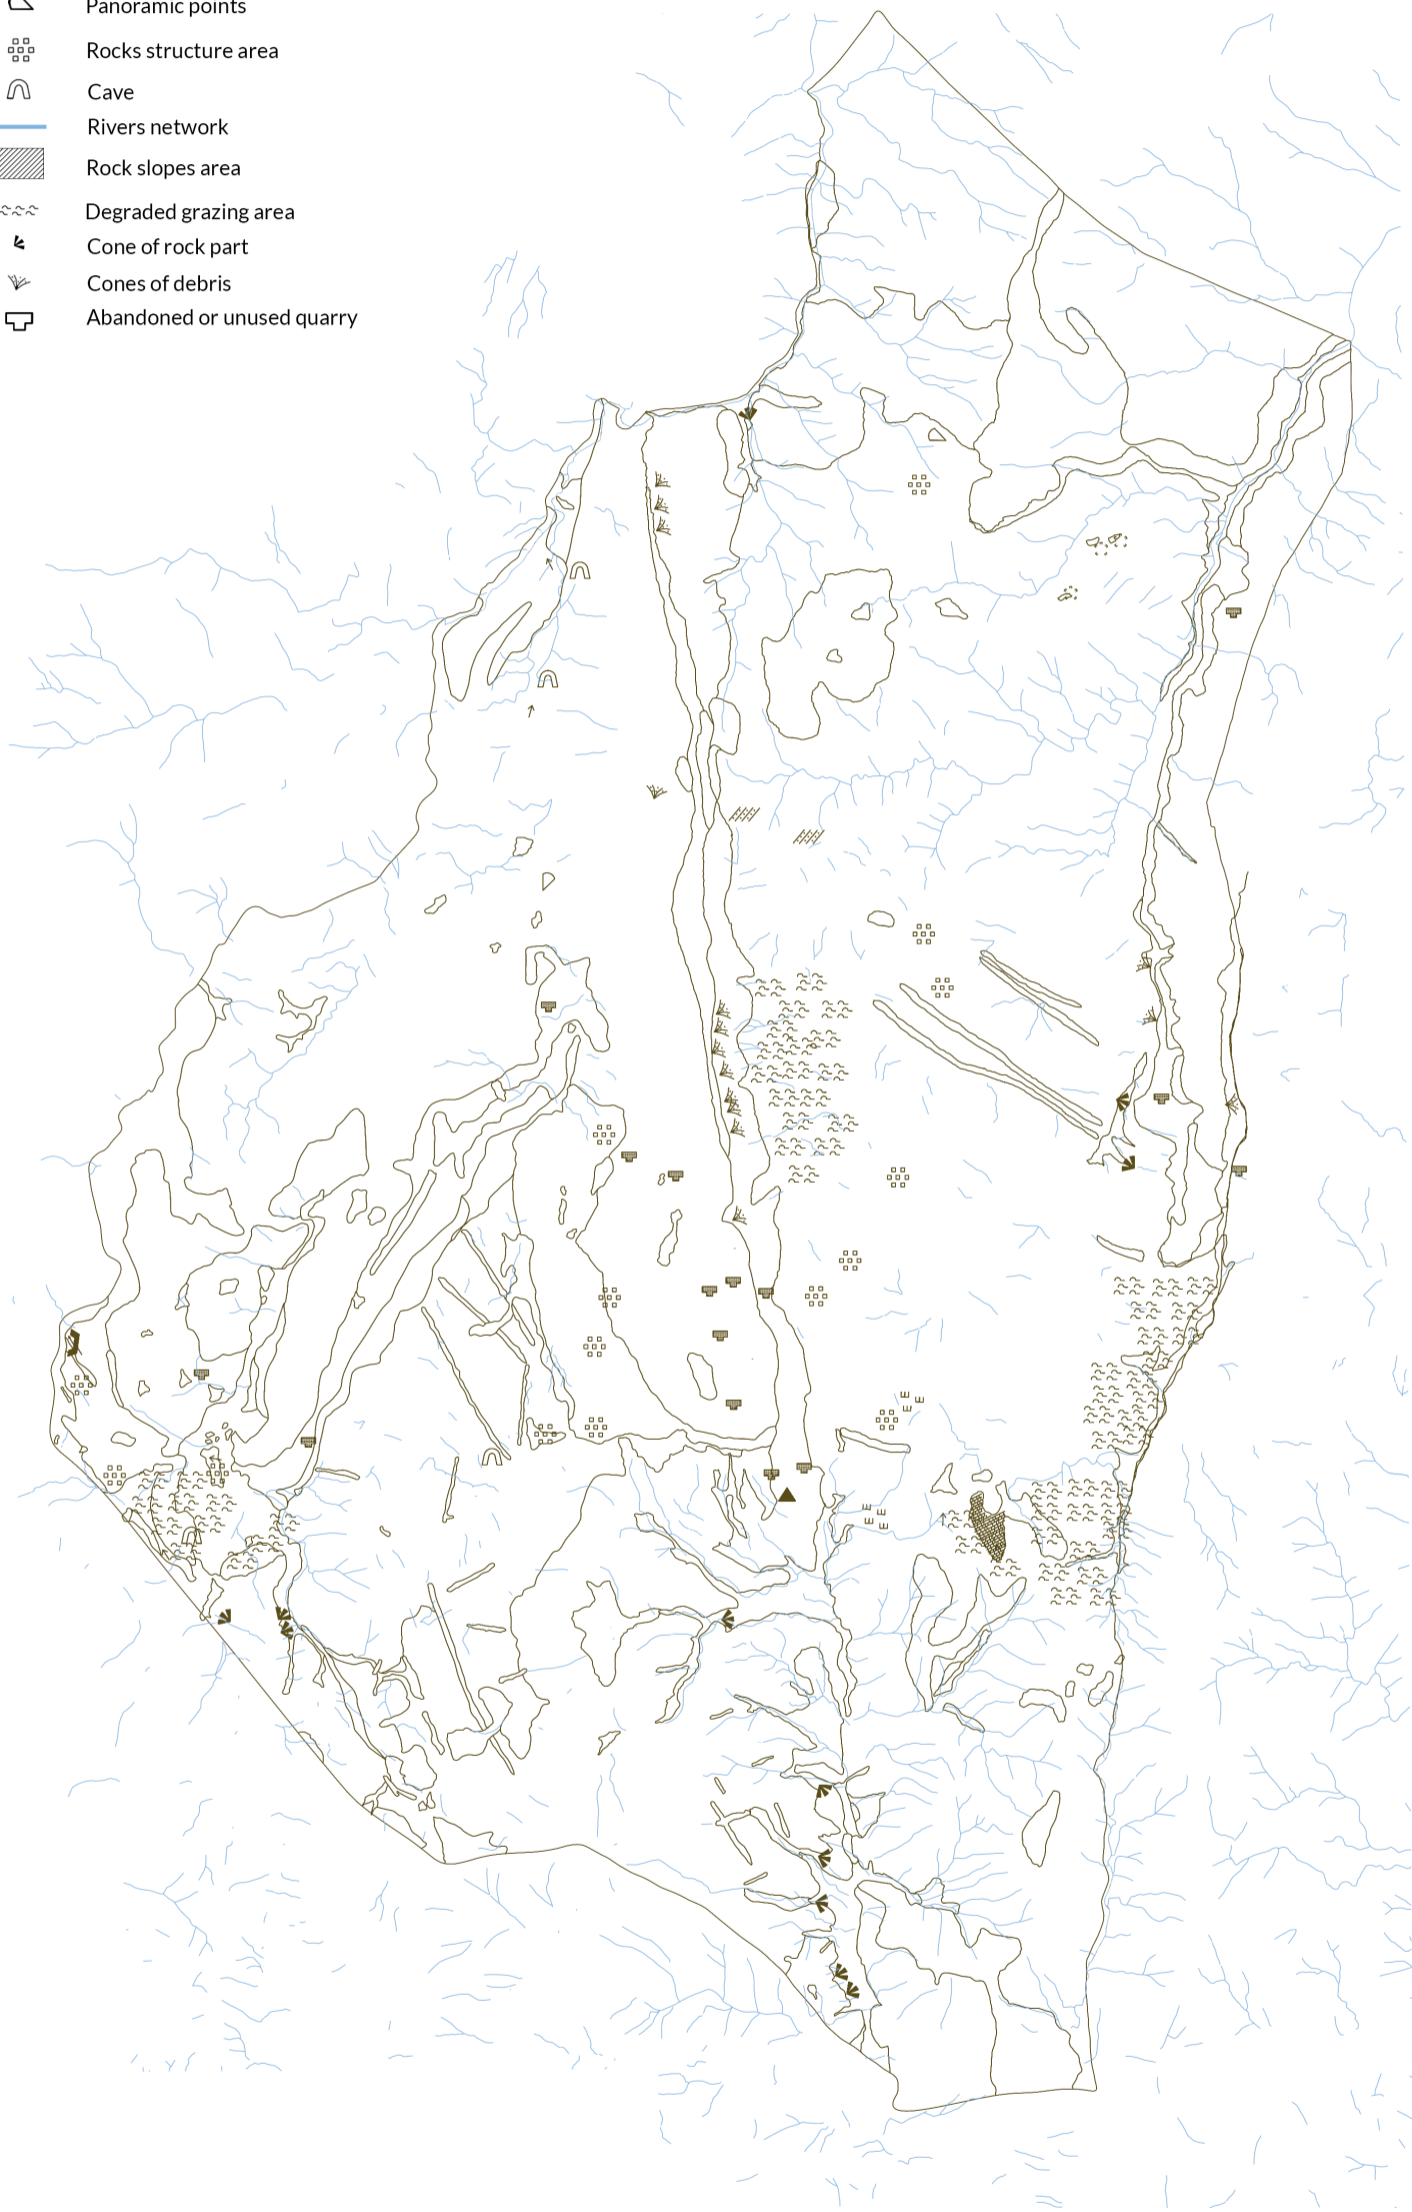 Panoramic points
Rocks structure area
Cave
Rivers network
Rock slopes area
Degraded grazing area
Cone of rock part
Cones of debris
Abandoned or unused quarry
E
E E
E
E
E
E E